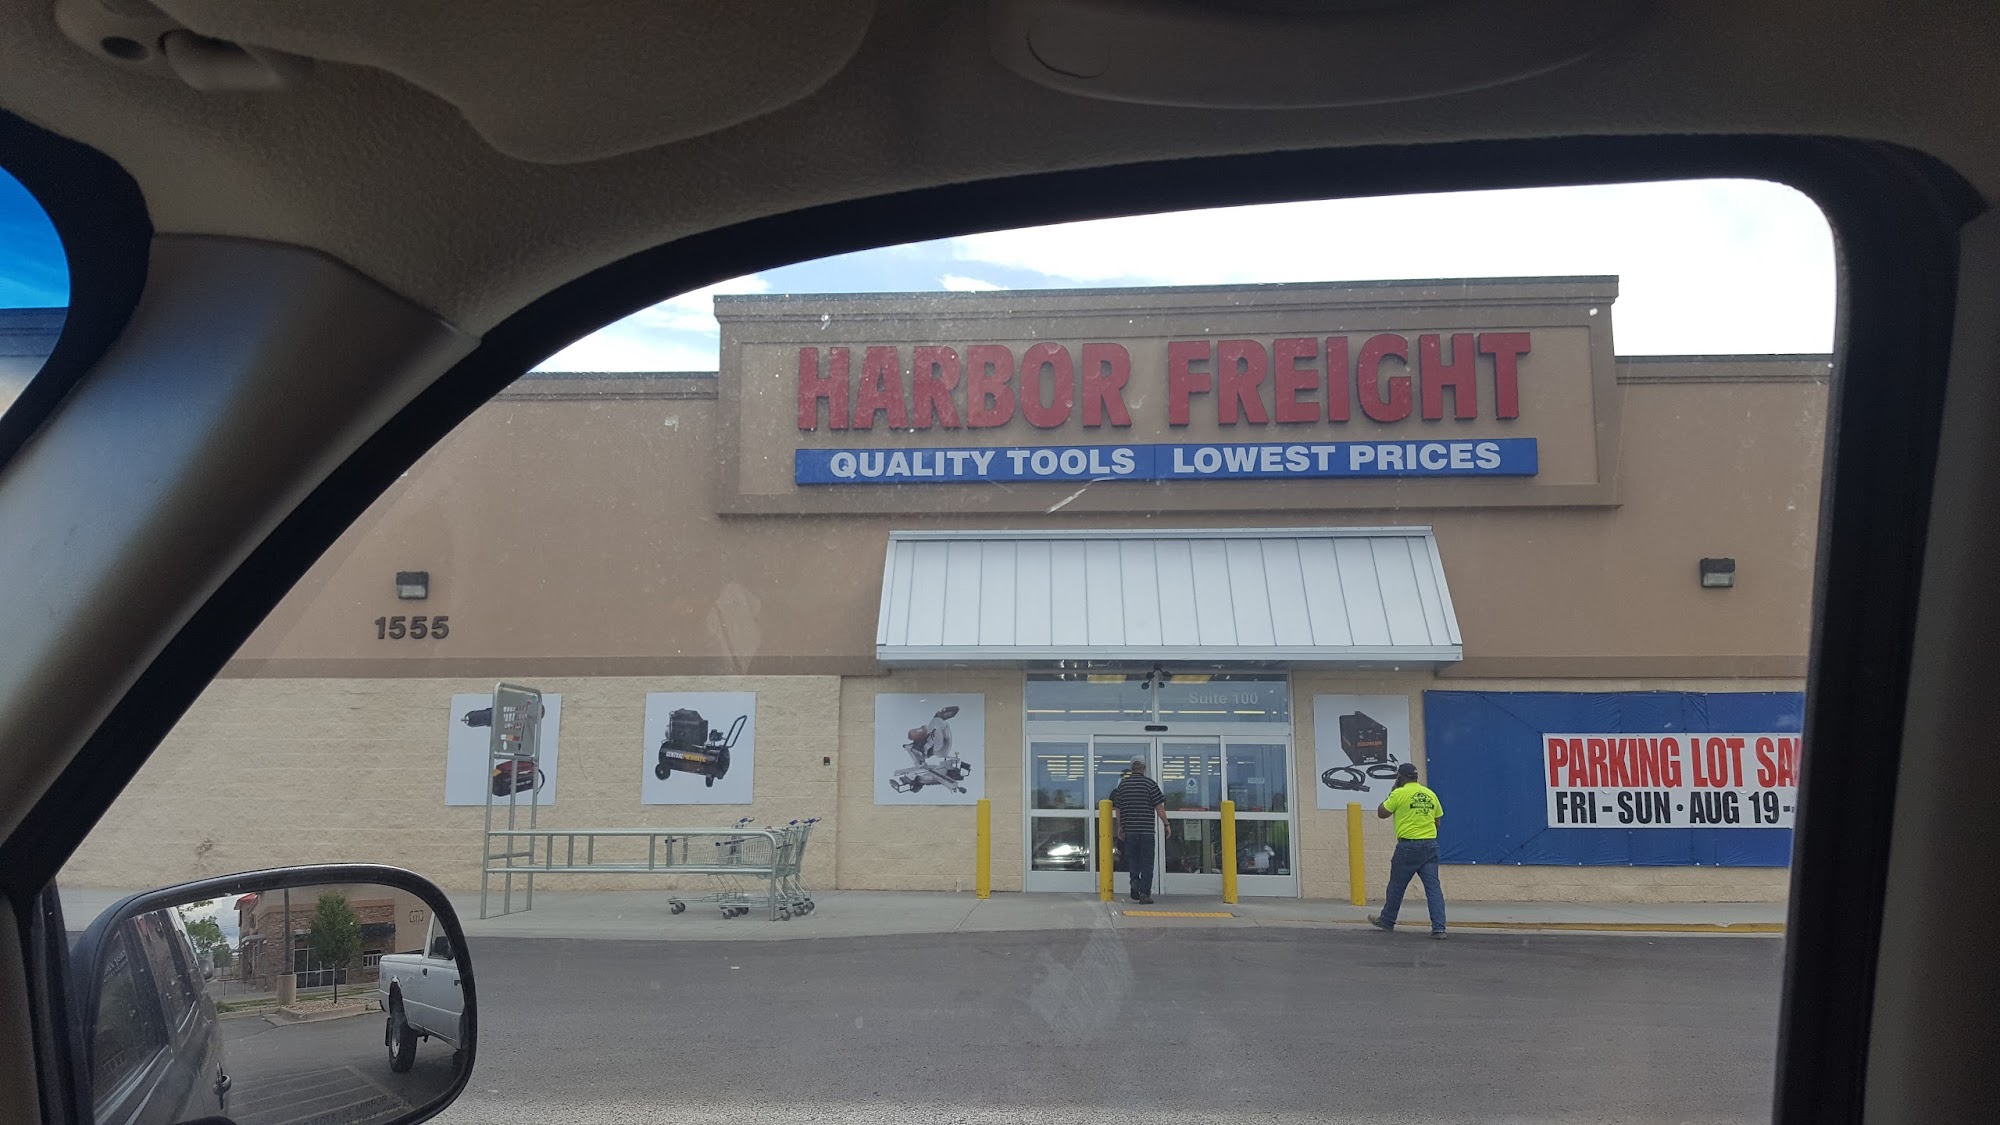 HARBOR FREIGHT
QUALITY TOOLS LOWEST PRICES
1555
Suite 100
PARKING LOT SA
FRI - SUN · AUG 19 -